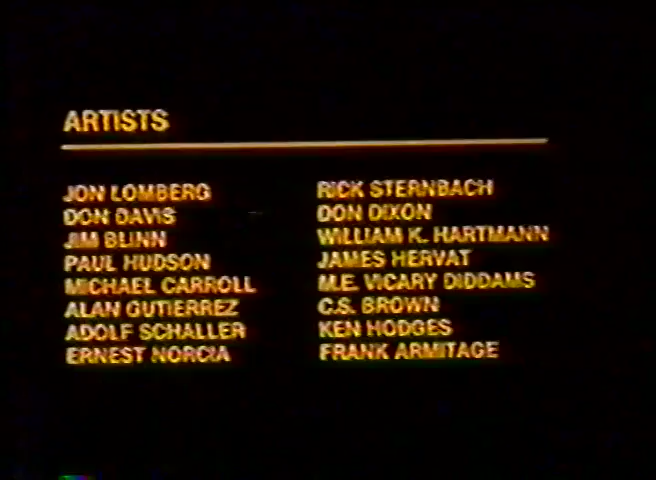 ARTISTS
JON LOMBERG
DON DAVIS
JIM BLINN
PAUL HUDSON
MICHAEL CARROLL
ALAN GUTIERREZ
ADOLF SCHALLER
ERNEST NORCIA
RICK STERNBACH
DON DIXON
WILLIAM K. HARTMANN
JAMES HERVAT
M.E. VICARY DIDDAMS
C.S. BROWN
KEN HODGES
FRANK ARMITAGE